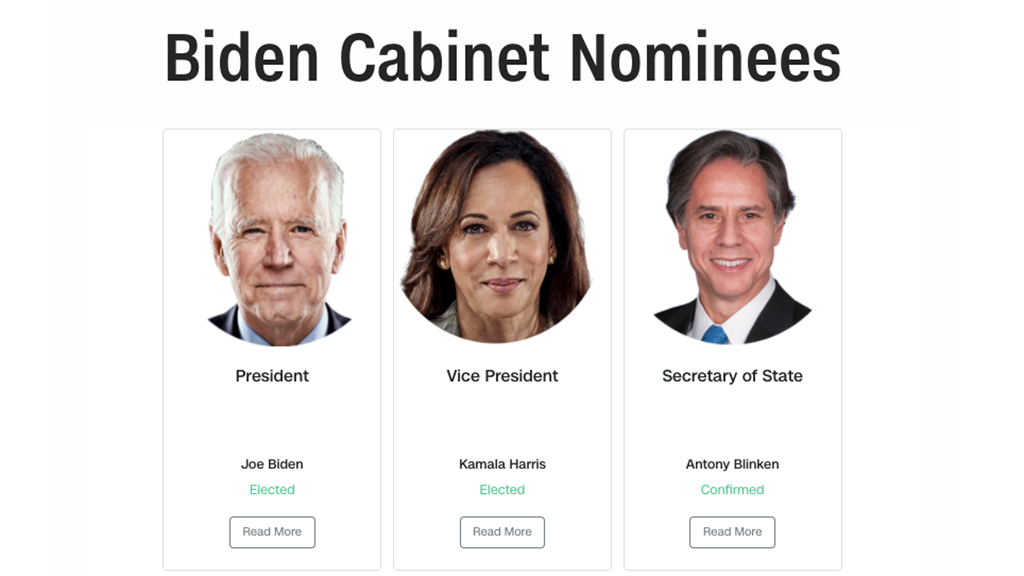 Biden Cabinet Nominees
President
Vice President
Secretary of State
Joe Biden
Kamala Harris
Antony Blinken
Elected
Elected
Confirmed
Read More
Read More
Read More